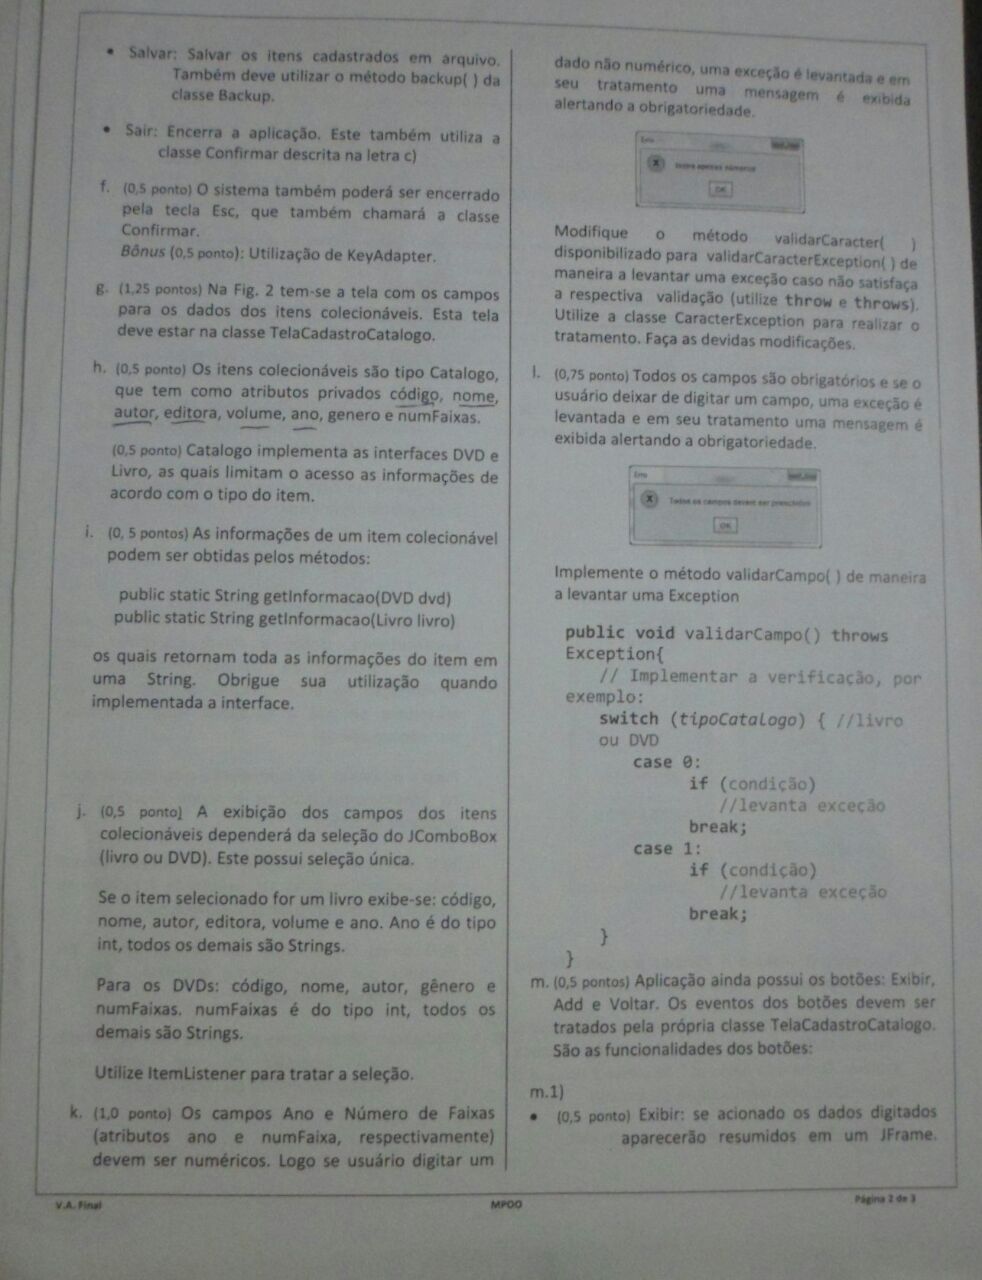 • Salvar: Salvar os itens cadastrados em arquivo.
Também deve utilizar o método backup( ) da
classe Backup.
• Sair: Encerra a aplicação. Este também utiliza a
classe Confirmar descrita na letra c)
f. (0,5 ponto) O sistema também poderá ser encerrado
pela tecla Esc, que também chamará a classe
Confirmar.
Bônus (0,5 ponto): Utilização de KeyAdapter.
g. (1,25 pontos) Na Fig. 2 tem-se a tela com os campos
para os dados dos itens colecionáveis. Esta tela
deve estar na classe TelaCadastroCatalogo.
h. (0,5 ponto) Os itens colecionáveis são tipo Catalogo,
que tem como atributos privados código, nome,
autor, editora, volume, ano, genero e numFaixas.
(0,5 ponto) Catalogo implementa as interfaces DVD e
Livro, as quais limitam o acesso as informações de
acordo com o tipo do item.
i. (0, 5 pontos) As informações de um item colecionável
podem ser obtidas pelos métodos:
public static String getInformacao(DVD dvd)
public static String getInformacao(Livro livro)
os quais retornam toda as informações do item em
uma String. Obrigue sua utilização quando
implementada a interface.
j. (0,5 ponto) A exibição dos campos dos itens
colecionáveis dependerá da seleção do JComboBox
(livro ou DVD). Este possui seleção única.
Se o item selecionado for um livro exibe-se: código,
nome, autor, editora, volume e ano. Ano é do tipo
int, todos os demais são Strings.
Para os DVDs: código, nome, autor, gênero e
numFaixas. numFaixas é do tipo int, todos os
demais são Strings.
Utilize ItemListener para tratar a seleção.
k. (1,0 ponto) Os campos Ano e Número de Faixas
(atributos ano e numFaixa, respectivamente)
devem ser numéricos. Logo se usuário digitar um
dado não numérico, uma exceção é levantada e em
seu tratamento uma mensagem é exibida
alertando a obrigatoriedade.
Erro
apenas números
OK
Modifique o método validarCaracter( )
disponibilizado para validarCaracterException( ) de
maneira a levantar uma exceção caso não satisfaça
a respectiva validação (utilize throw e throws).
Utilize a classe CaracterException para realizar o
tratamento. Faça as devidas modificações.
l. (0,75 ponto) Todos os campos são obrigatórios e se o
usuário deixar de digitar um campo, uma exceção é
levantada e em seu tratamento uma mensagem é
exibida alertando a obrigatoriedade.
Erro
Todos os campos devem ser preenchidos
OK
Implemente o método validarCampo( ) de maneira
a levantar uma Exception
public void validarCampo() throws
Exception{
// Implementar a verificação, por
exemplo:
switch (tipoCatalogo) { //livro
ou DVD
case 0:
if (condição)
//levanta exceção
break;
case 1:
if (condição)
//levanta exceção
break;
}
}
m. (0,5 pontos) Aplicação ainda possui os botões: Exibir,
Add e Voltar. Os eventos dos botões devem ser
tratados pela própria classe TelaCadastroCatalogo.
São as funcionalidades dos botões:
m.1)
• (0,5 ponto) Exibir: se acionado os dados digitados
aparecerão resumidos em um JFrame.
V.A. Final
MPOO
Página 2 de 3